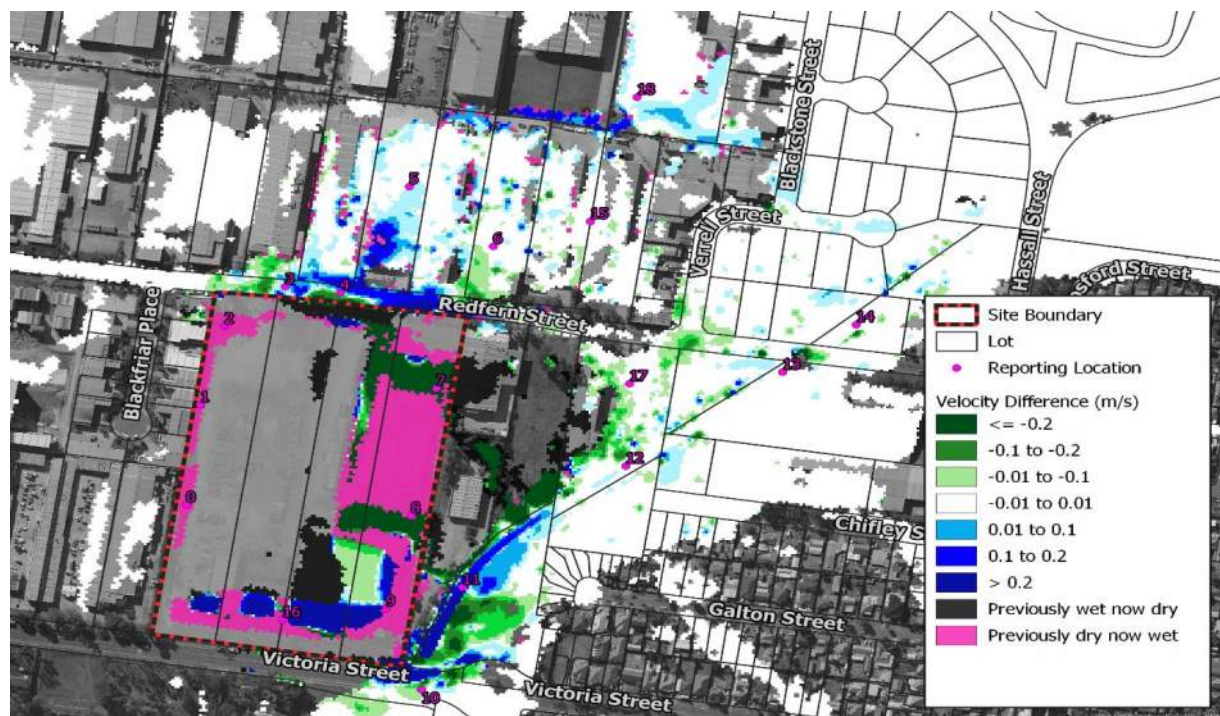 18
Blackstone Street
5
15
Verrell Street
6
Hassall Street
osford Street
3
4
Redfern Street
Blackfriar Place
2
14
13
7
17
1
12
0
8
Chifley S
11
9
16
Galton Street
Victoria Street
10
Victoria Street
Site Boundary
Lot
Reporting Location
Velocity Difference (m/s)
<= -0.2
-0.1 to -0.2
-0.01 to -0.1
-0.01 to 0.01
0.01 to 0.1
0.1 to 0.2
> 0.2
Previously wet now dry
Previously dry now wet